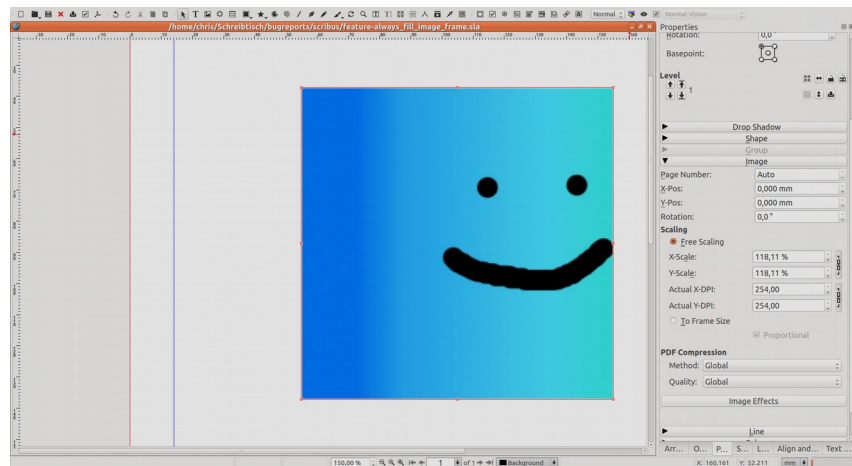 Normal
Normal Vision
/home/chris/Schreibtisch/bugreports/scribus/feature-always_fill_image_frame.sla
Properties
Rotation: 0,0 °
Basepoint:
Level
1
Drop Shadow
Shape
Group
Image
Page Number: Auto
X-Pos: 0,000 mm
Y-Pos: 0,000 mm
Rotation: 0,0 °
Scaling
Free Scaling
X-Scale: 118,11 %
Y-Scale: 118,11 %
Actual X-DPI: 254,00
Actual Y-DPI: 254,00
To Frame Size
Proportional
PDF Compression
Method: Global
Quality: Global
Image Effects
Line
Arr... O... P... S... L... Align and... Text ...
150,00 % 1 of 1 Background X: 160.161 Y: 52.211 mm